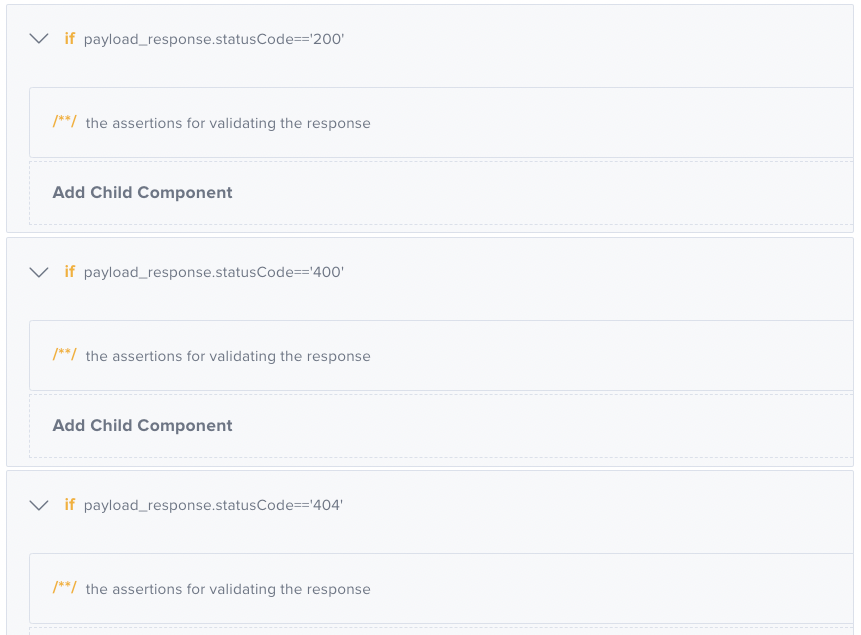 if payload_response.statusCode=='200'
/**/ the assertions for validating the response
Add Child Component
if payload_response.statusCode=='400'
/**/ the assertions for validating the response
Add Child Component
if payload_response.statusCode=='404'
/**/ the assertions for validating the response